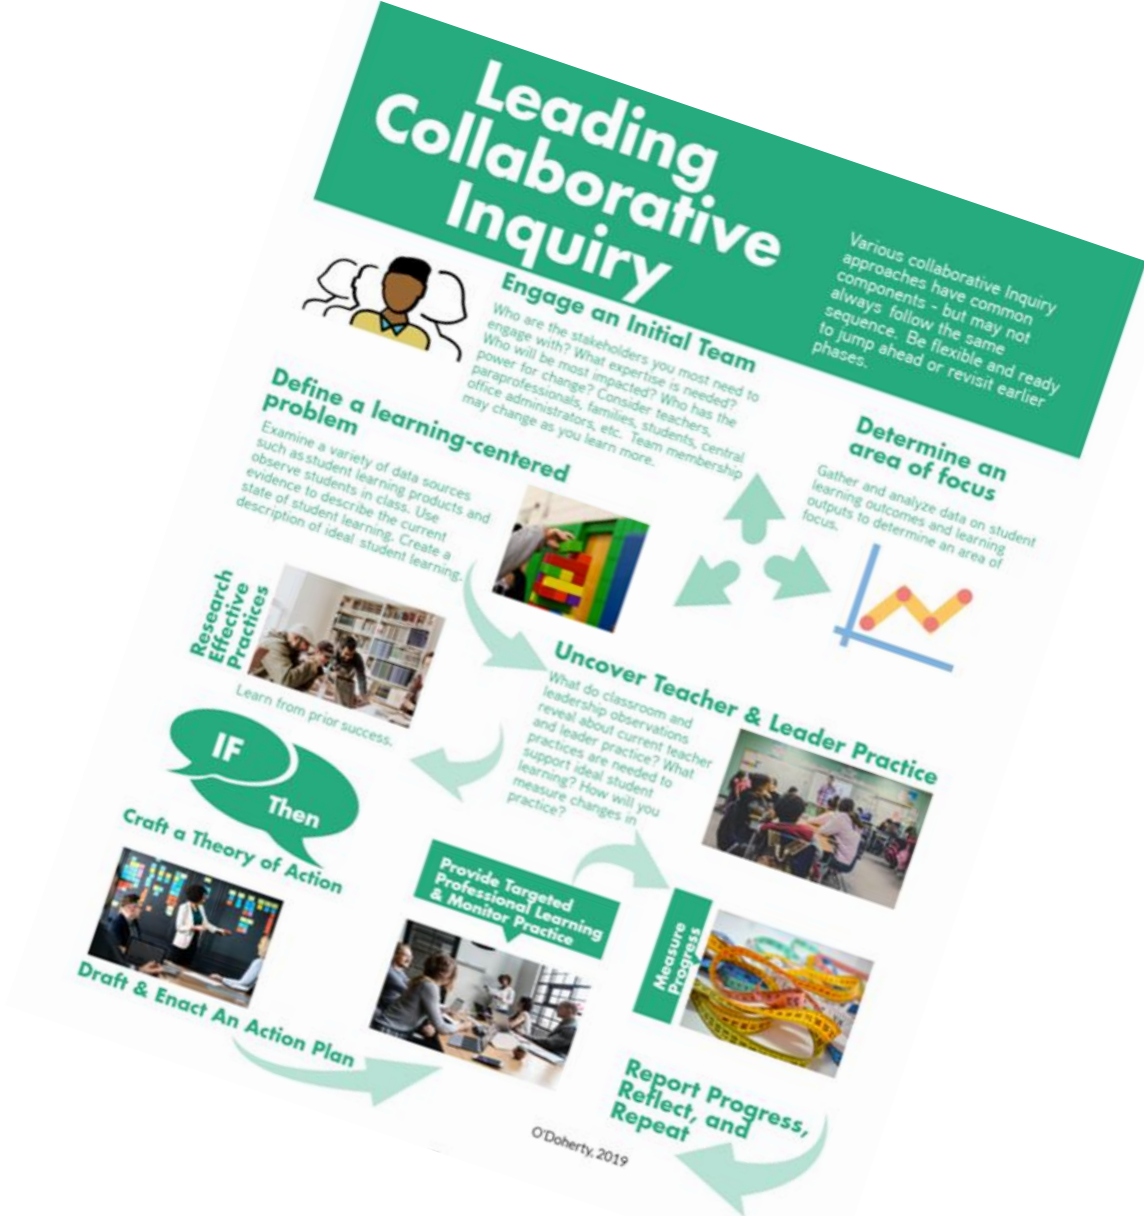 Leading
Collaborative
Inquiry
Various collaborative Inquiry
approaches have common
components - but may not
always follow the same
sequence. Be flexible and ready
to jump ahead or revisit earlier
phases.
Engage an Initial Team
Who are the stakeholders you most need to
engage with? What expertise is needed?
Who will be most impacted? Who has the
power for change? Consider teachers,
paraprofessionals, families, students, central
office administrators, etc. Team membership
may change as you learn more.
Determine an
area of focus
Gather and analyze data on student
learning outcomes and learning
outputs to determine an area of
focus.
Define a learning-centered
problem
Examine a variety of data sources
such as student learning products and
observe students in class. Use
evidence to describe the current
state of student learning. Create a
description of ideal student learning.
Uncover Teacher & Leader Practice
What do classroom and
leadership observations
reveal about current teacher
and leader practice? What
practices are needed to
support ideal student
learning? How will you
measure changes in
practice?
Research
Effective
Practices
Learn from prior success.
IF
Then
Craft a Theory of Action
Draft & Enact An Action Plan
Provide Targeted
Professional Learning
& Monitor Practice
Measure
Progress
Report Progress,
Reflect, and
Repeat
O'Doherty, 2019